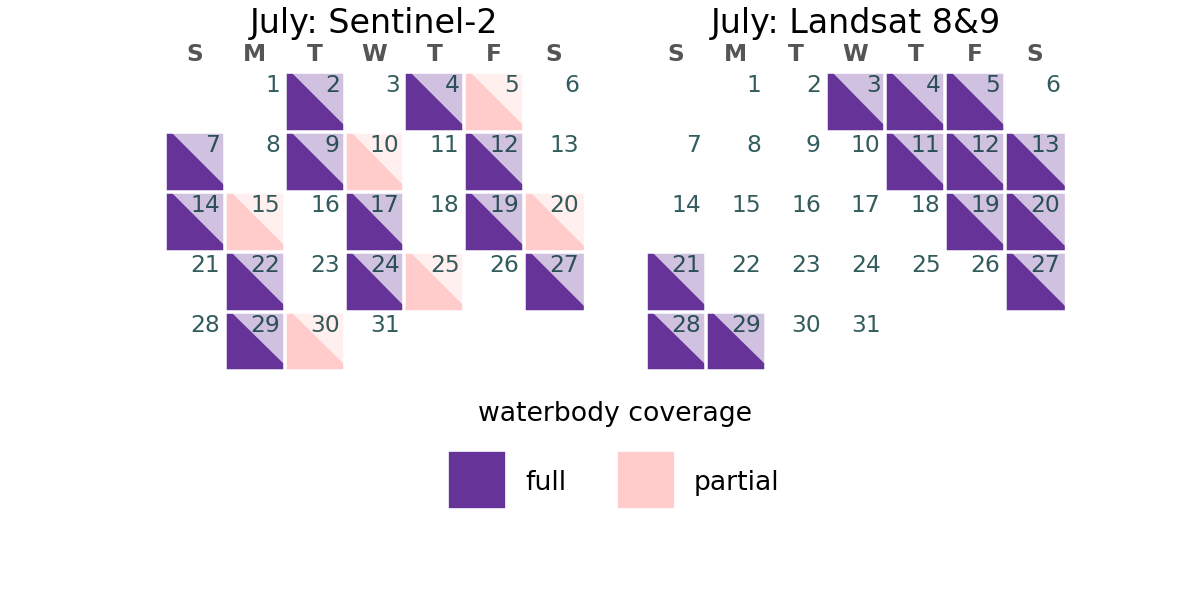 July: Sentinel-2
S M T W T F S
1 2 3 4 5 6
7 8 9 10 11 12 13
14 15 16 17 18 19 20
21 22 23 24 25 26 27
28 29 30 31
July: Landsat 8&9
S M T W T F S
1 2 3 4 5 6
7 8 9 10 11 12 13
14 15 16 17 18 19 20
21 22 23 24 25 26 27
28 29 30 31
waterbody coverage
full partial